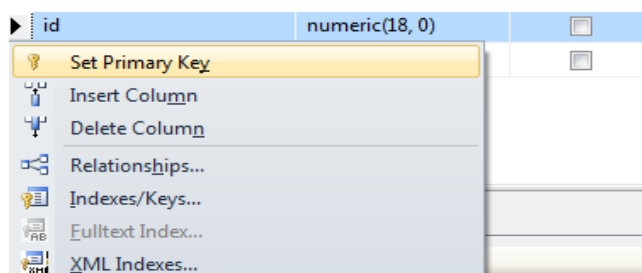 id numeric(18, 0)
Set Primary Key
Insert Column
Delete Column
Relationships...
Indexes/Keys...
Fulltext Index...
XML Indexes...